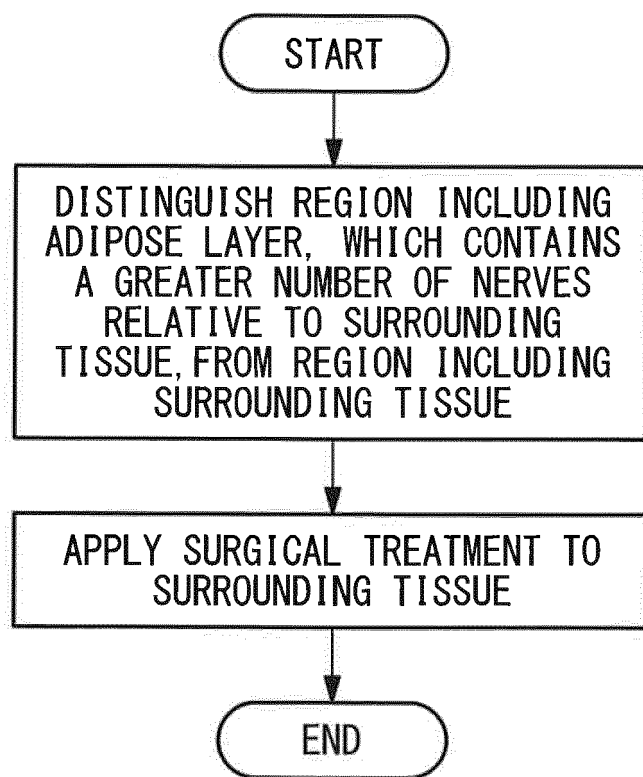 START
DISTINGUISH REGION INCLUDING
ADIPOSE LAYER, WHICH CONTAINS
A GREATER NUMBER OF NERVES
RELATIVE TO SURROUNDING
TISSUE, FROM REGION INCLUDING
SURROUNDING TISSUE
APPLY SURGICAL TREATMENT TO
SURROUNDING TISSUE
END